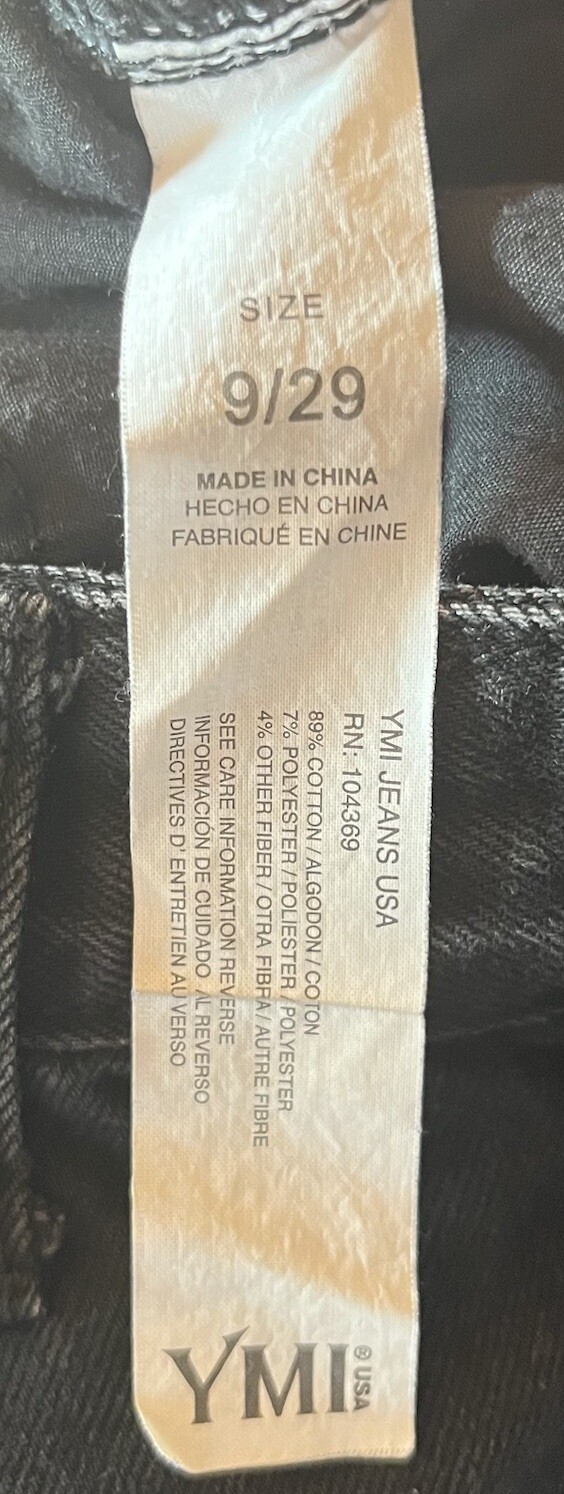 SIZE
9/29
MADE IN CHINA
HECHO EN CHINA
FABRIQUÉ EN CHINE
YMI JEANS USA
RN: 104369
89% COTTON / ALGODON / COTON
7% POLYESTER / POLIESTER / POLYESTER
4% OTHER FIBER / OTRA FIBRA / AUTRE FIBRE
SEE CARE INFORMATION REVERSE
INFORMACIÓN DE CUIDADO AL REVERSO
DIRECTIVES D' ENTRETIEN AU VERSO
YMI® USA